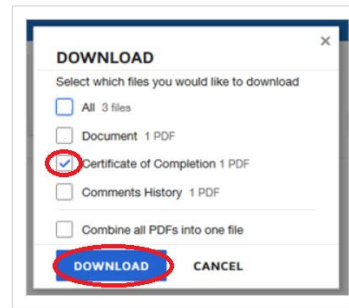 DOWNLOAD
Select which files you would like to download
All 3 files
Document 1 PDF
Certificate of Completion 1 PDF
Comments History 1 PDF
Combine all PDFs into one file
DOWNLOAD CANCEL